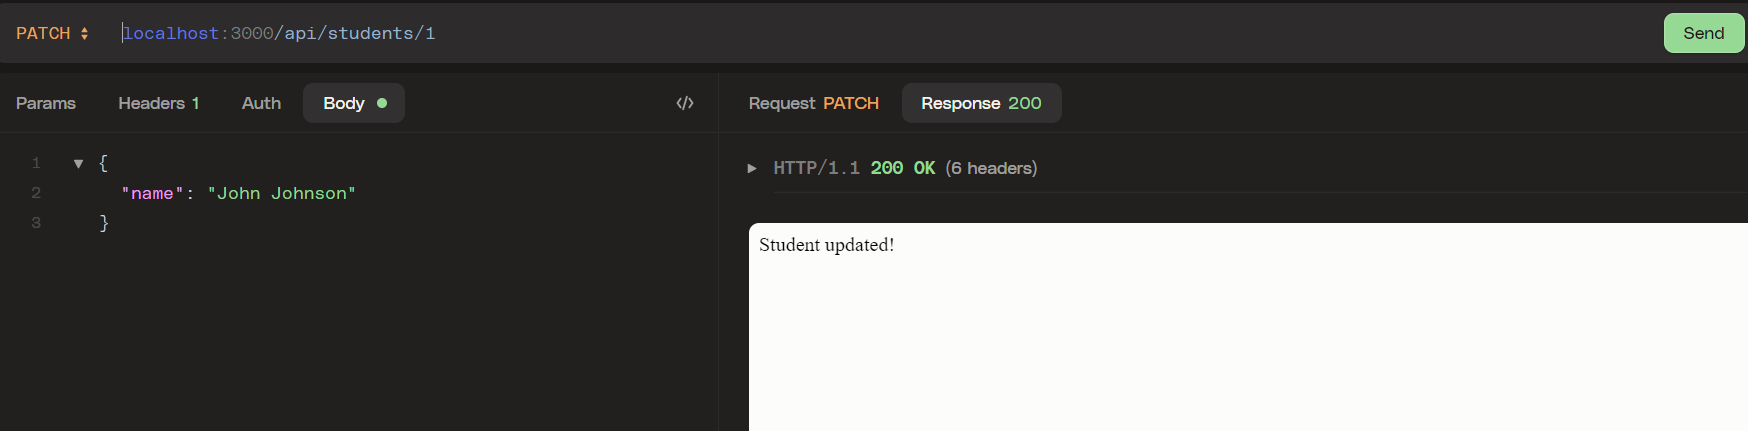 PATCH localhost:3000/api/students/1 Send
Params Headers 1 Auth Body </>
Request PATCH Response 200
1 {
2 "name": "John Johnson"
3 }
HTTP/1.1 200 OK (6 headers)
Student updated!